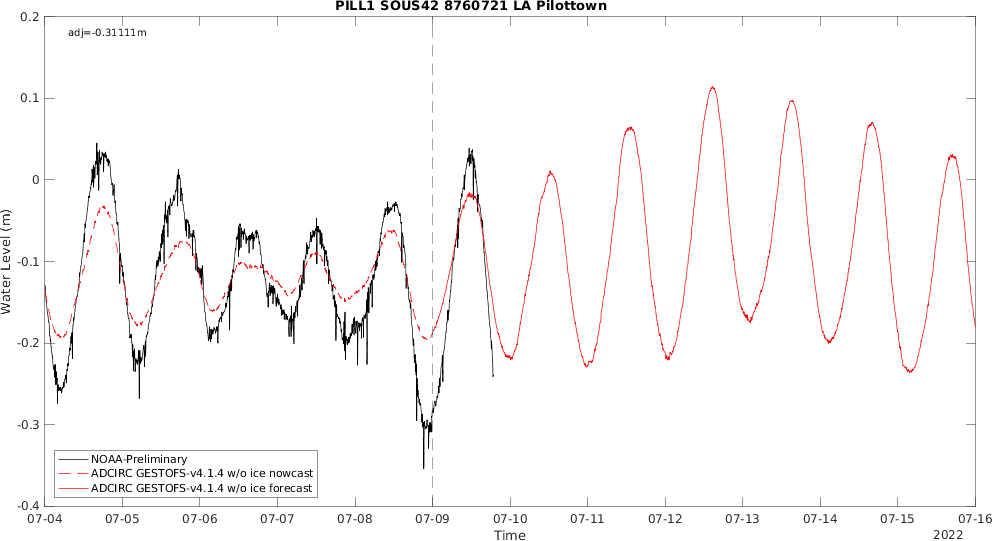 PILL1 SOUS42 8760721 LA Pilottown
adj=-0.31111m
0.2
0.1
0
-0.1
-0.2
-0.3
-0.4
Water Level (m)
NOAA-Preliminary
ADCIRC GESTOFS-v4.1.4 w/o ice nowcast
ADCIRC GESTOFS-v4.1.4 w/o ice forecast
07-04 07-05 07-06 07-07 07-08 07-09 07-10 07-11 07-12 07-13 07-14 07-15 07-16
Time
2022